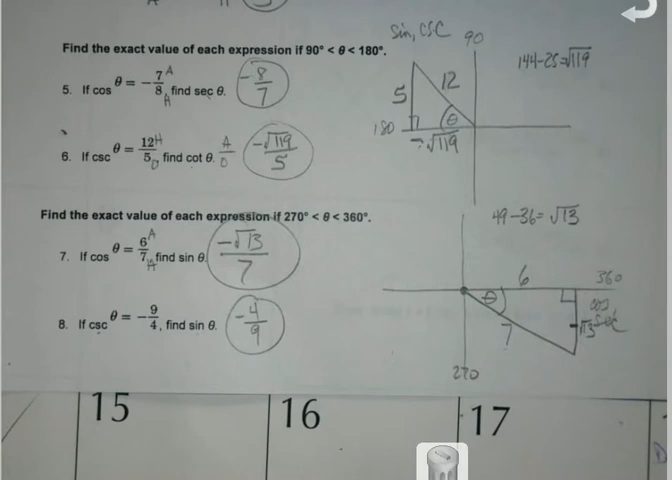 sin, csc
90
Find the exact value of each expression if 90° < θ < 180°.
144-25=√119
5. If cos θ = -7/8, find sec θ. -8/7
A
A
5
12
θ
180
-√119
6. If csc θ = 12/5, find cot θ. A/O -√119/5
H
O
Find the exact value of each expression if 270° < θ < 360°.
49-36=√13
7. If cos θ = 6/7, find sin θ. -√13/7
A
H
6
360
θ
cos,
sec
7
-√13
8. If csc θ = -9/4, find sin θ. -4/9
270
15
16
17